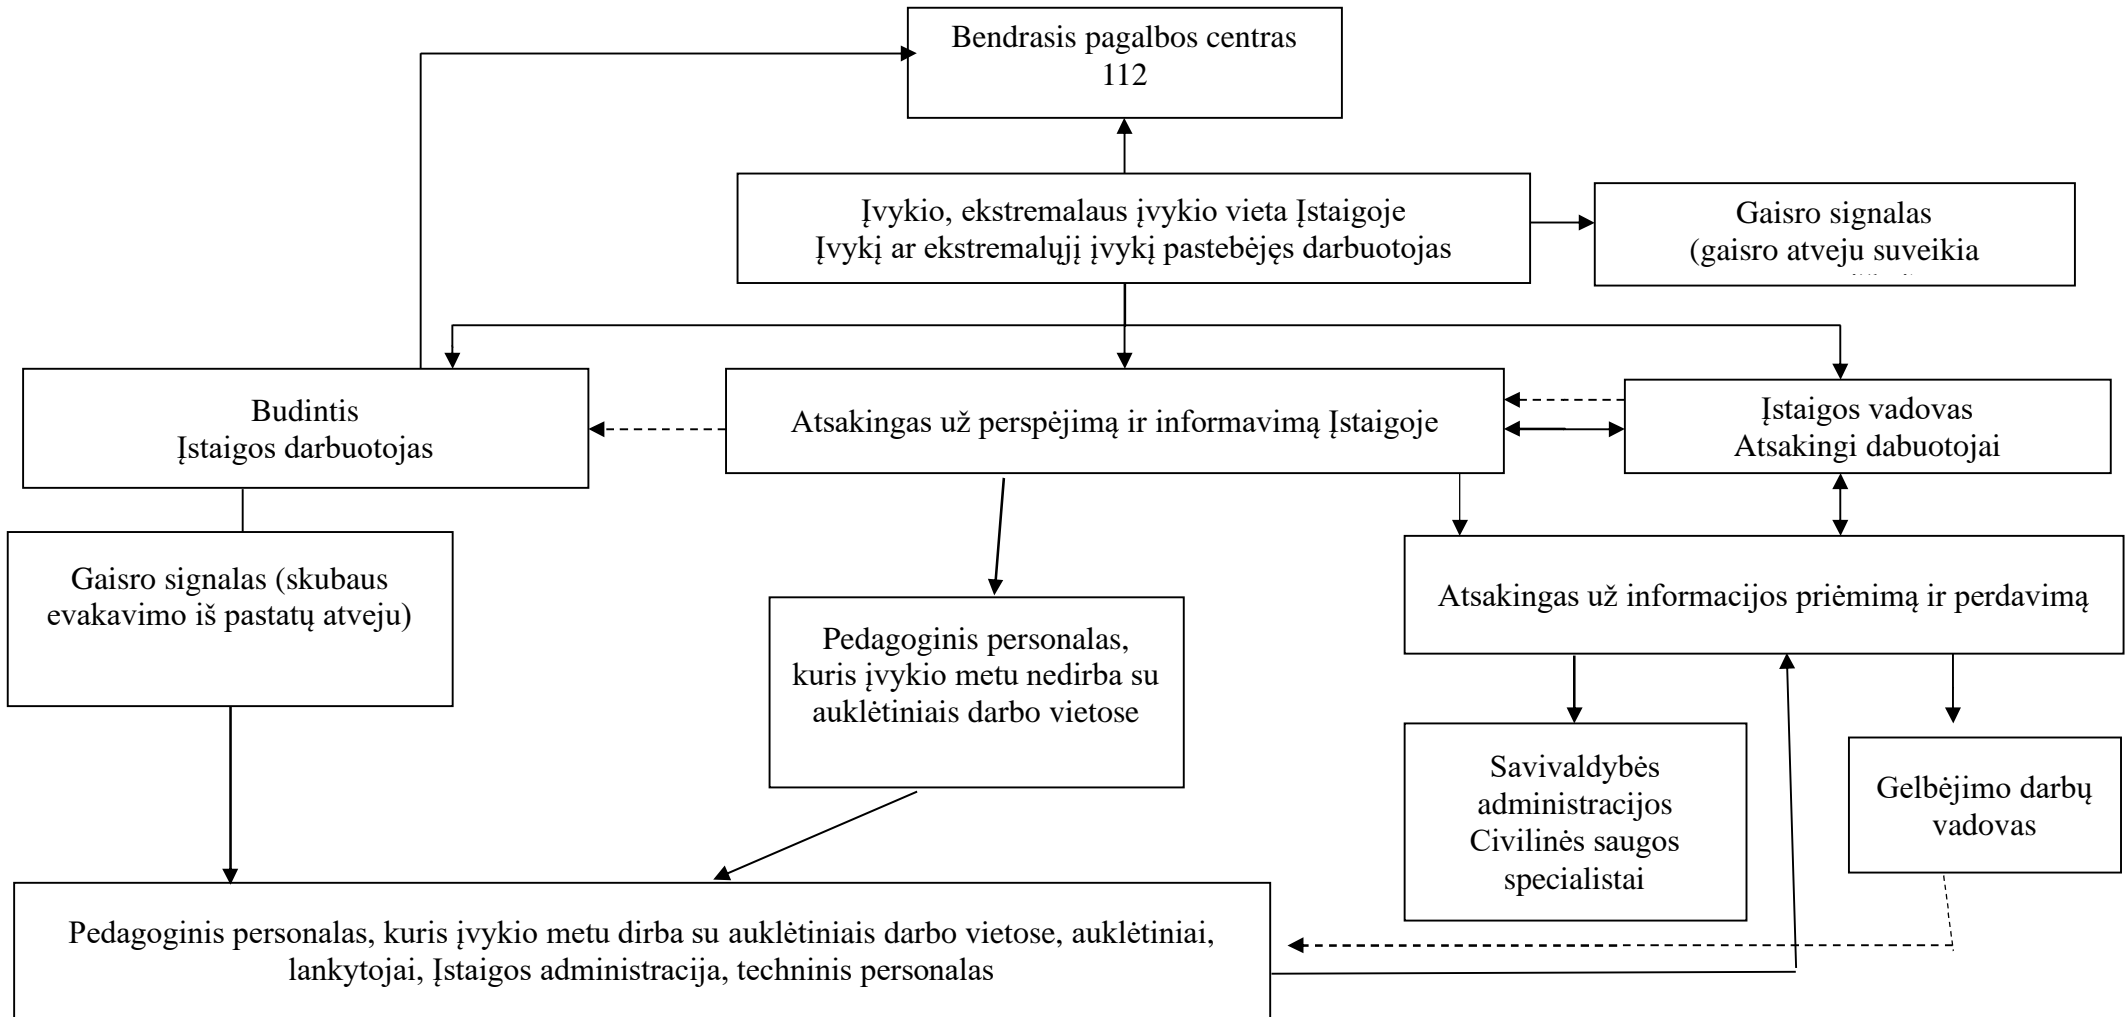 Bendrasis pagalbos centras
112
Įvykio, ekstremalaus įvykio vieta Įstaigoje
Įvykį ar ekstremalųjį įvykį pastebėjęs darbuotojas
Gaisro signalas
(gaisro atveju suveikia
Budintis
Įstaigos darbuotojas
Atsakingas už perspėjimą ir informavimą Įstaigoje
Įstaigos vadovas
Atsakingi dabuotojai
Gaisro signalas (skubaus
evakavimo iš pastatų atveju)
Pedagoginis personalas,
kuris įvykio metu nedirba su
auklėtiniais darbo vietose
Atsakingas už informacijos priėmimą ir perdavimą
Savivaldybės
administracijos
Civilinės saugos
specialistai
Gelbėjimo darbų
vadovas
Pedagoginis personalas, kuris įvykio metu dirba su auklėtiniais darbo vietose, auklėtiniai,
lankytojai, Įstaigos administracija, techninis personalas